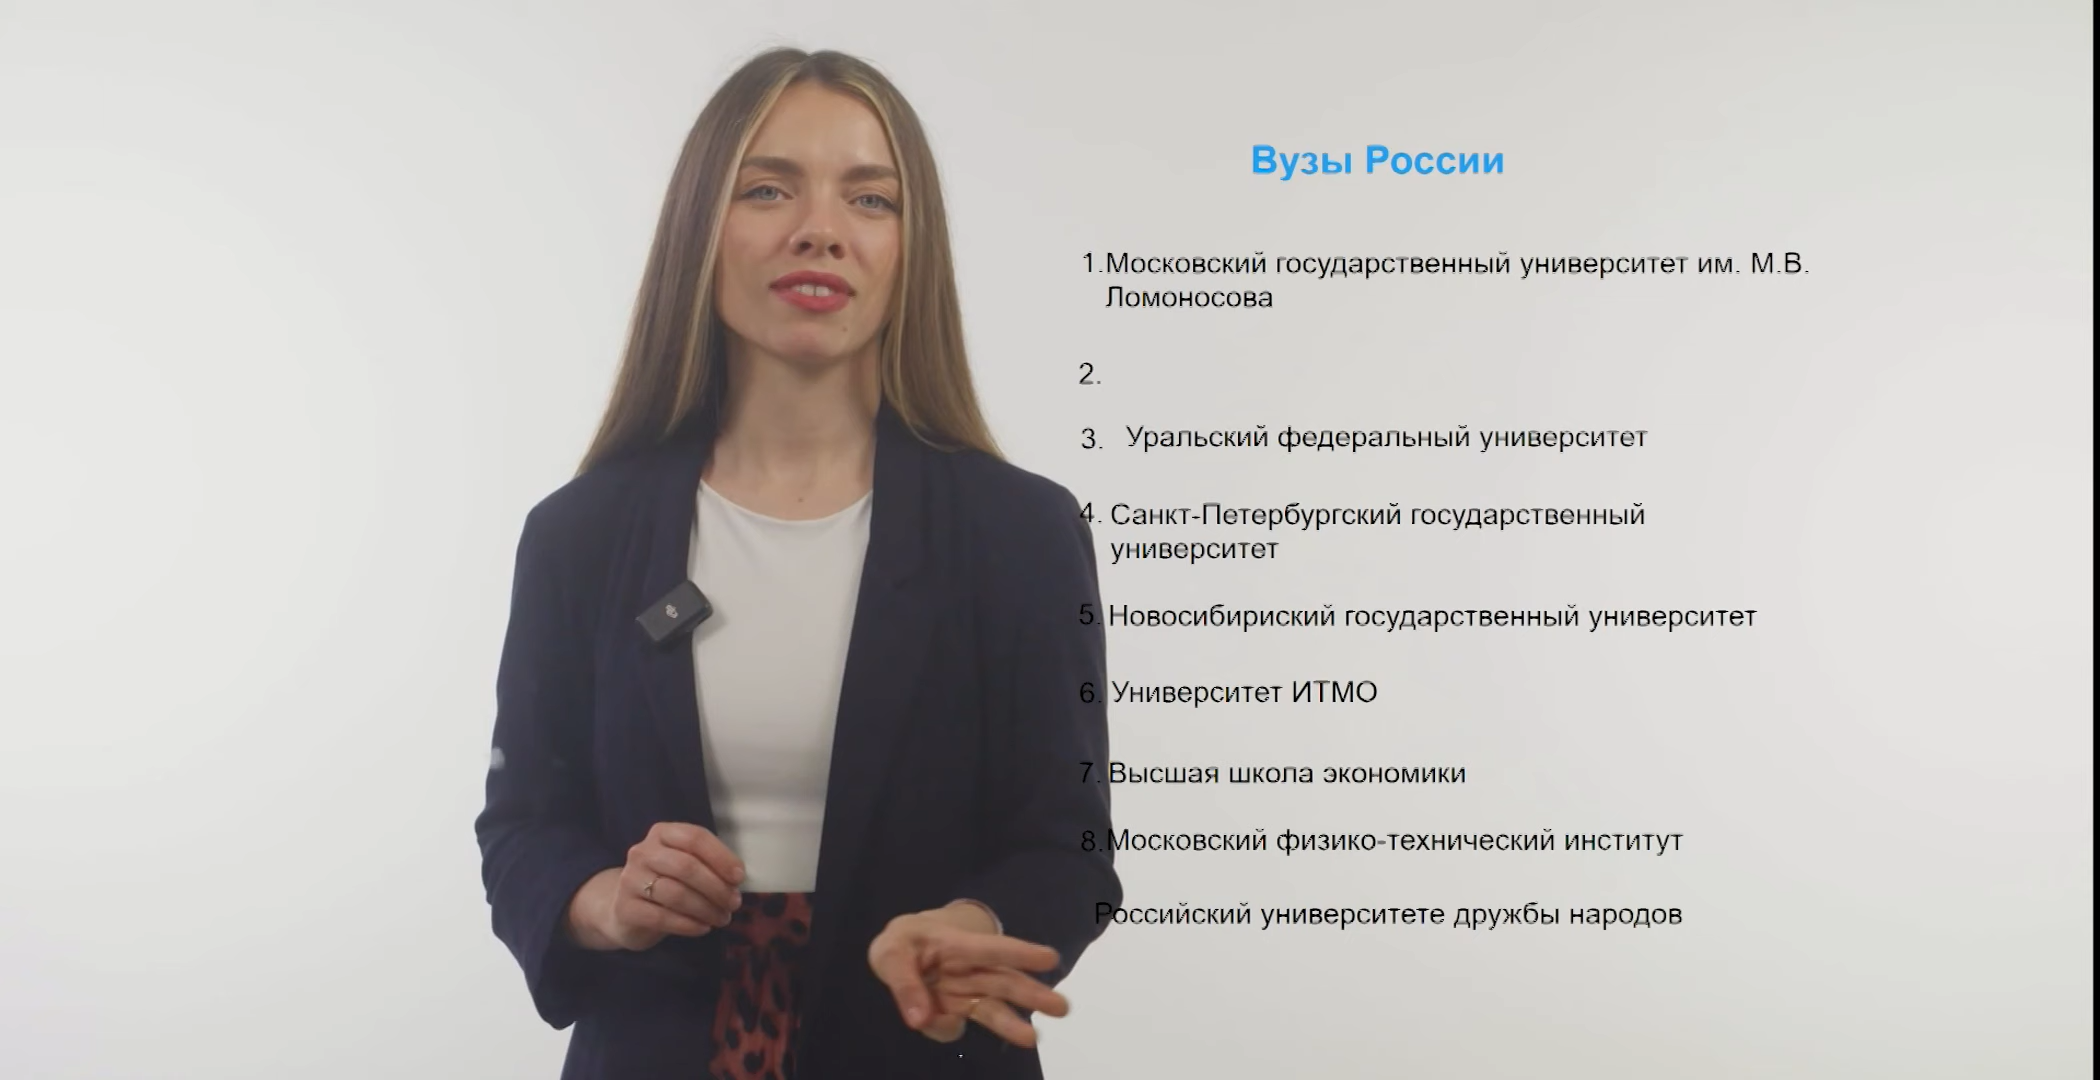 Вузы России
1.Московский государственный университет им. М.В.
Ломоносова
2.
3. Уральский федеральный университет
4. Санкт-Петербургский государственный
университет
5. Новосибириский государственный университет
6. Университет ИТМО
7. Высшая школа экономики
8.Московский физико-технический институт
Российский университете дружбы народов